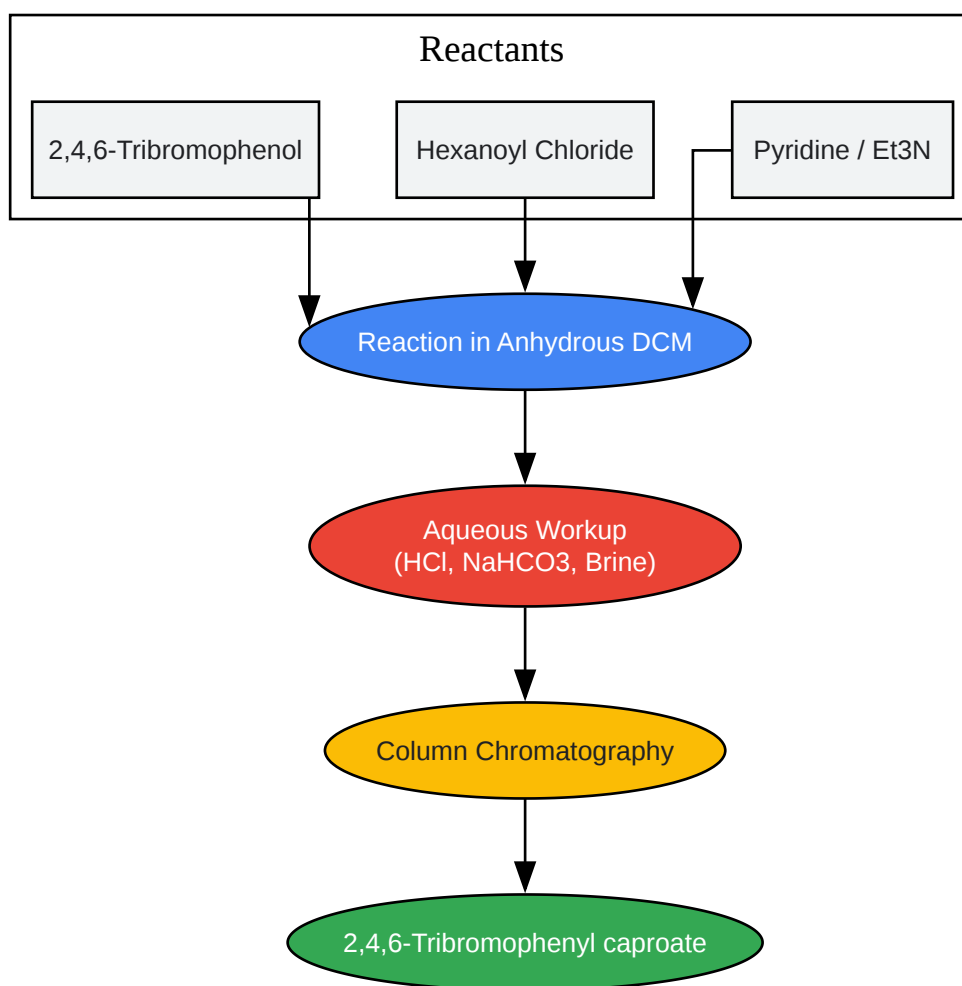 Reactants
2,4,6-Tribromophenol
Hexanoyl Chloride
Pyridine / Et3N
Reaction in Anhydrous DCM
Aqueous Workup
(HCl, NaHCO3, Brine)
Column Chromatography
2,4,6-Tribromophenyl caproate